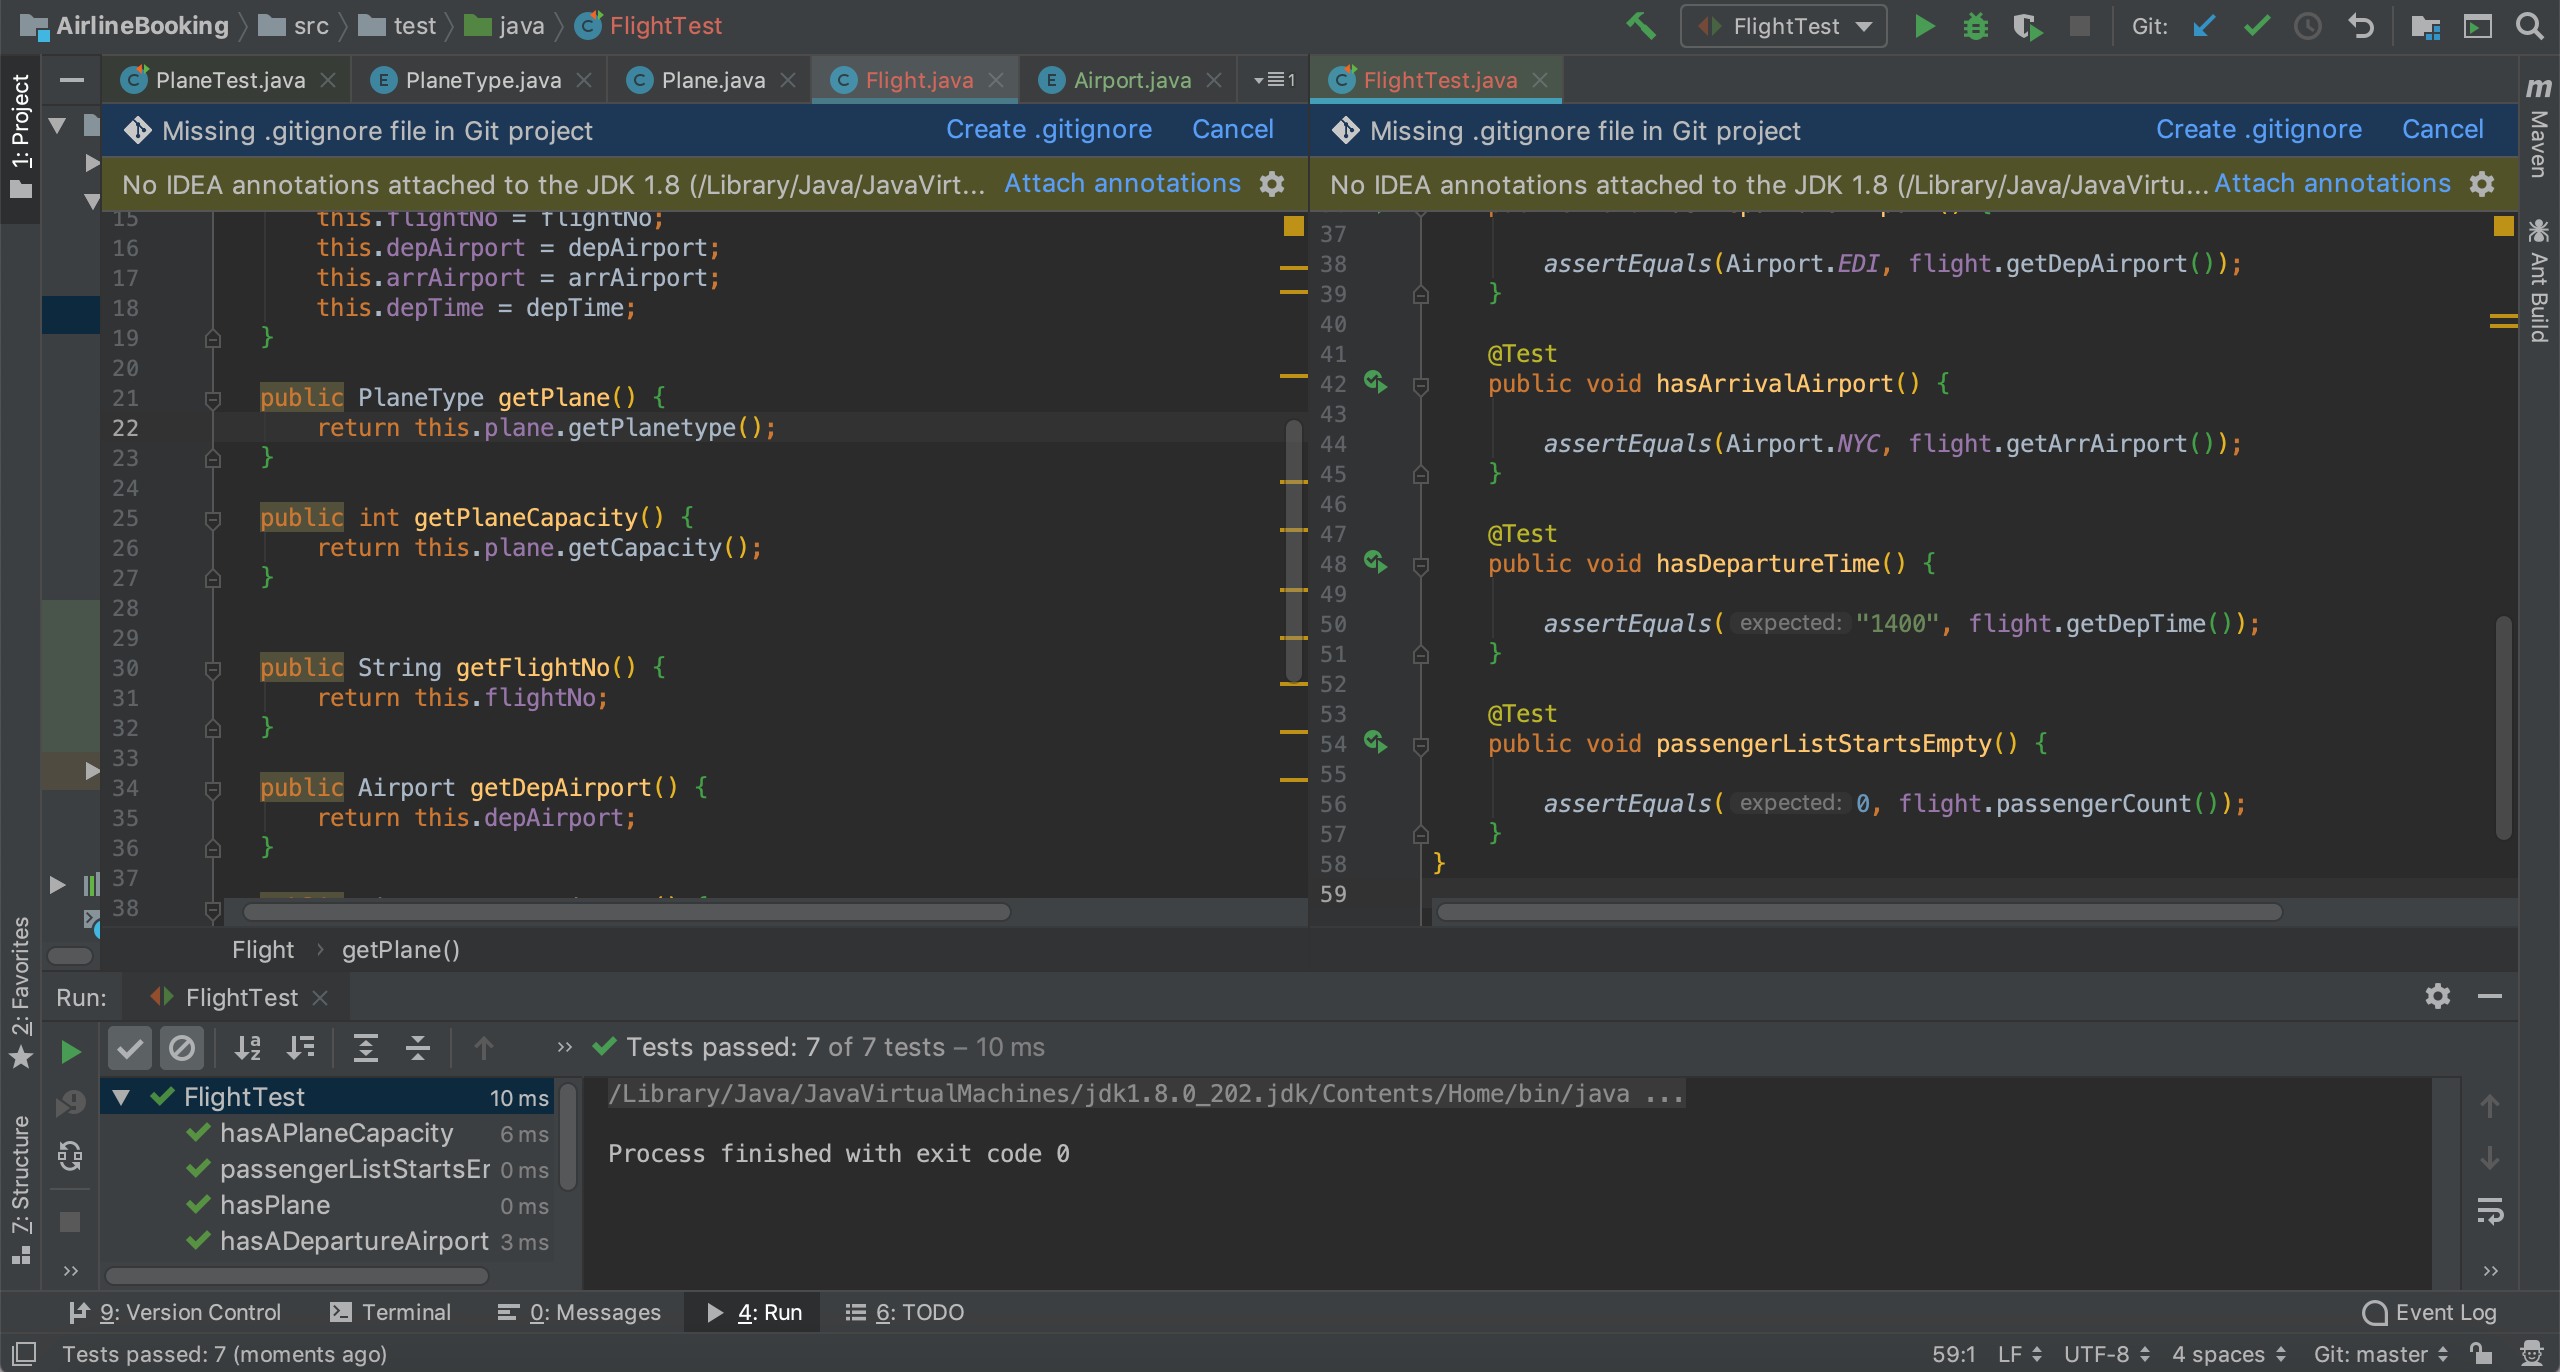 AirlineBooking src test java FlightTest
FlightTest Git:
1: Project
PlaneTest.java PlaneType.java Plane.java Flight.java Airport.java 1
FlightTest.java
Missing .gitignore file in Git project Create .gitignore Cancel
Missing .gitignore file in Git project Create .gitignore Cancel
No IDEA annotations attached to the JDK 1.8 (/Library/Java/JavaVirt... Attach annotations
No IDEA annotations attached to the JDK 1.8 (/Library/Java/JavaVirtu... Attach annotations
15 this.flightNo = flightNo;
16 this.depAirport = depAirport;
17 this.arrAirport = arrAirport;
18 this.depTime = depTime;
19 }
20
21 public PlaneType getPlane() {
22 return this.plane.getPlanetype();
23 }
24
25 public int getPlaneCapacity() {
26 return this.plane.getCapacity();
27 }
28
29
30 public String getFlightNo() {
31 return this.flightNo;
32 }
33
34 public Airport getDepAirport() {
35 return this.depAirport;
36 }
37
38
37
38 assertEquals(Airport.EDI, flight.getDepAirport());
39 }
40
41 @Test
42 public void hasArrivalAirport() {
43
44 assertEquals(Airport.NYC, flight.getArrAirport());
45 }
46
47 @Test
48 public void hasDepartureTime() {
49
50 assertEquals( expected: "1400", flight.getDepTime());
51 }
52
53 @Test
54 public void passengerListStartsEmpty() {
55
56 assertEquals( expected: 0, flight.passengerCount());
57 }
58 }
59
m Maven
Ant Build
Flight › getPlane()
2: Favorites
7: Structure
Run: FlightTest
» Tests passed: 7 of 7 tests – 10 ms
FlightTest 10 ms
hasAPlaneCapacity 6 ms
passengerListStartsEr 0 ms
hasPlane 0 ms
hasADepartureAirport 3 ms
/Library/Java/JavaVirtualMachines/jdk1.8.0_202.jdk/Contents/Home/bin/java ...
Process finished with exit code 0
9: Version Control Terminal 0: Messages 4: Run 6: TODO Event Log
Tests passed: 7 (moments ago) 59:1 LF UTF-8 4 spaces Git: master